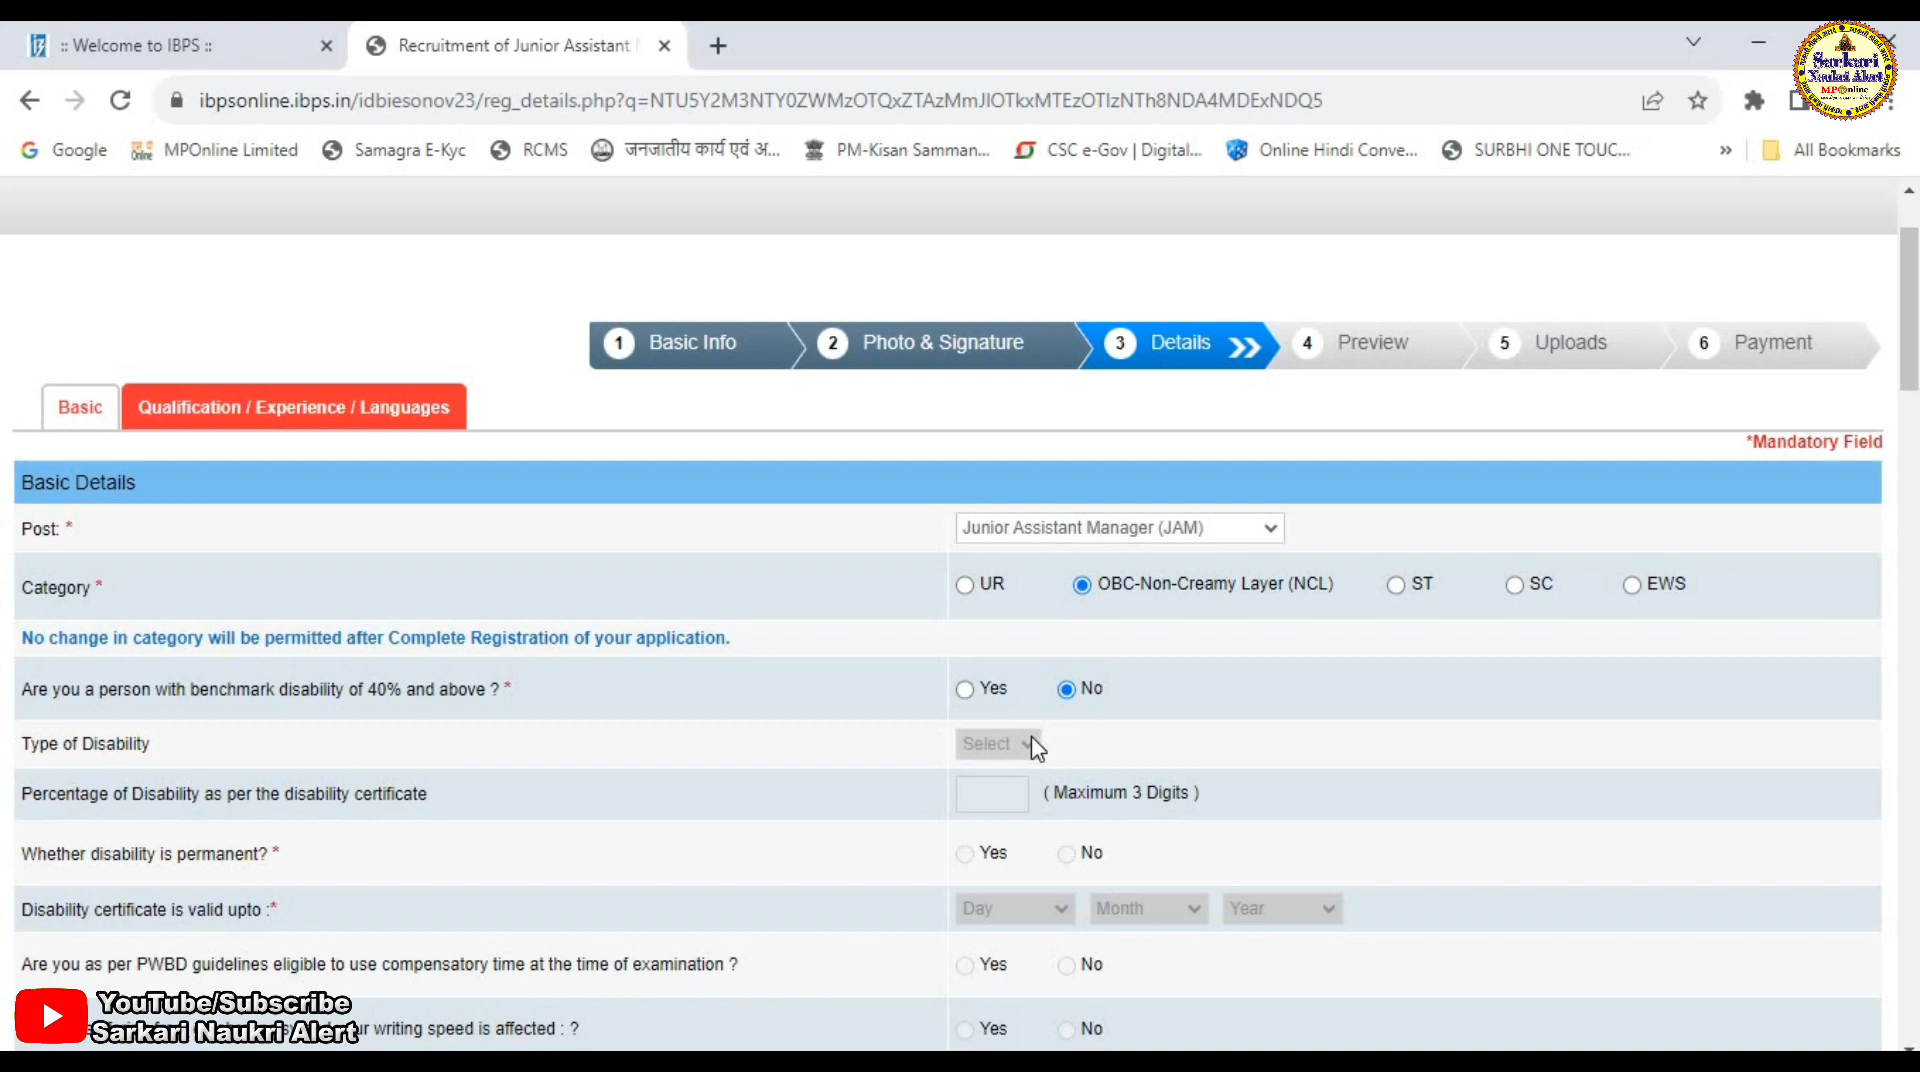 :: Welcome to IBPS ::
Recruitment of Junior Assistant
ibpsonline.ibps.in/idbiesonov23/reg_details.php?q=NTU5Y2M3NTY0ZWMzOTQxZTAzMmJlOTkxMTEzOTIzNTh8NDA4MDExNDQ5
Google MPOnline Limited Samagra E-Kyc RCMS जनजातीय कार्य एवं अ... PM-Kisan Samman... CSC e-Gov | Digital... Online Hindi Conve... SURBHI ONE TOUC... » All Bookmarks
Sarkari
Naukri Alert
MPOnline
1 Basic Info 2 Photo & Signature 3 Details 4 Preview 5 Uploads 6 Payment
Basic Qualification / Experience / Languages
*Mandatory Field
Basic Details
Post: * Junior Assistant Manager (JAM)
Category * UR OBC-Non-Creamy Layer (NCL) ST SC EWS
No change in category will be permitted after Complete Registration of your application.
Are you a person with benchmark disability of 40% and above ? * Yes No
Type of Disability Select
Percentage of Disability as per the disability certificate ( Maximum 3 Digits )
Whether disability is permanent? * Yes No
Disability certificate is valid upto :* Day Month Year
Are you as per PWBD guidelines eligible to use compensatory time at the time of examination ? Yes No
ur writing speed is affected : ? Yes No
YouTube/Subscribe
Sarkari Naukri Alert